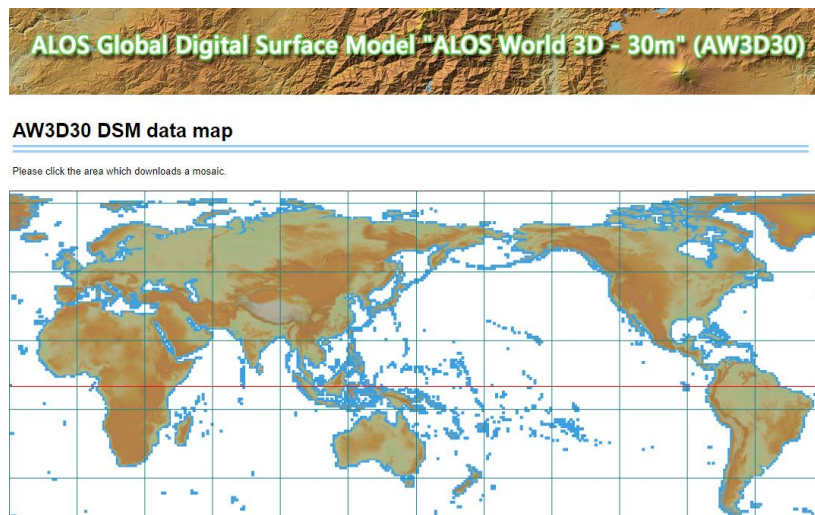 ALOS Global Digital Surface Model "ALOS World 3D - 30m" (AW3D30)
AW3D30 DSM data map
Please click the area which downloads a mosaic.